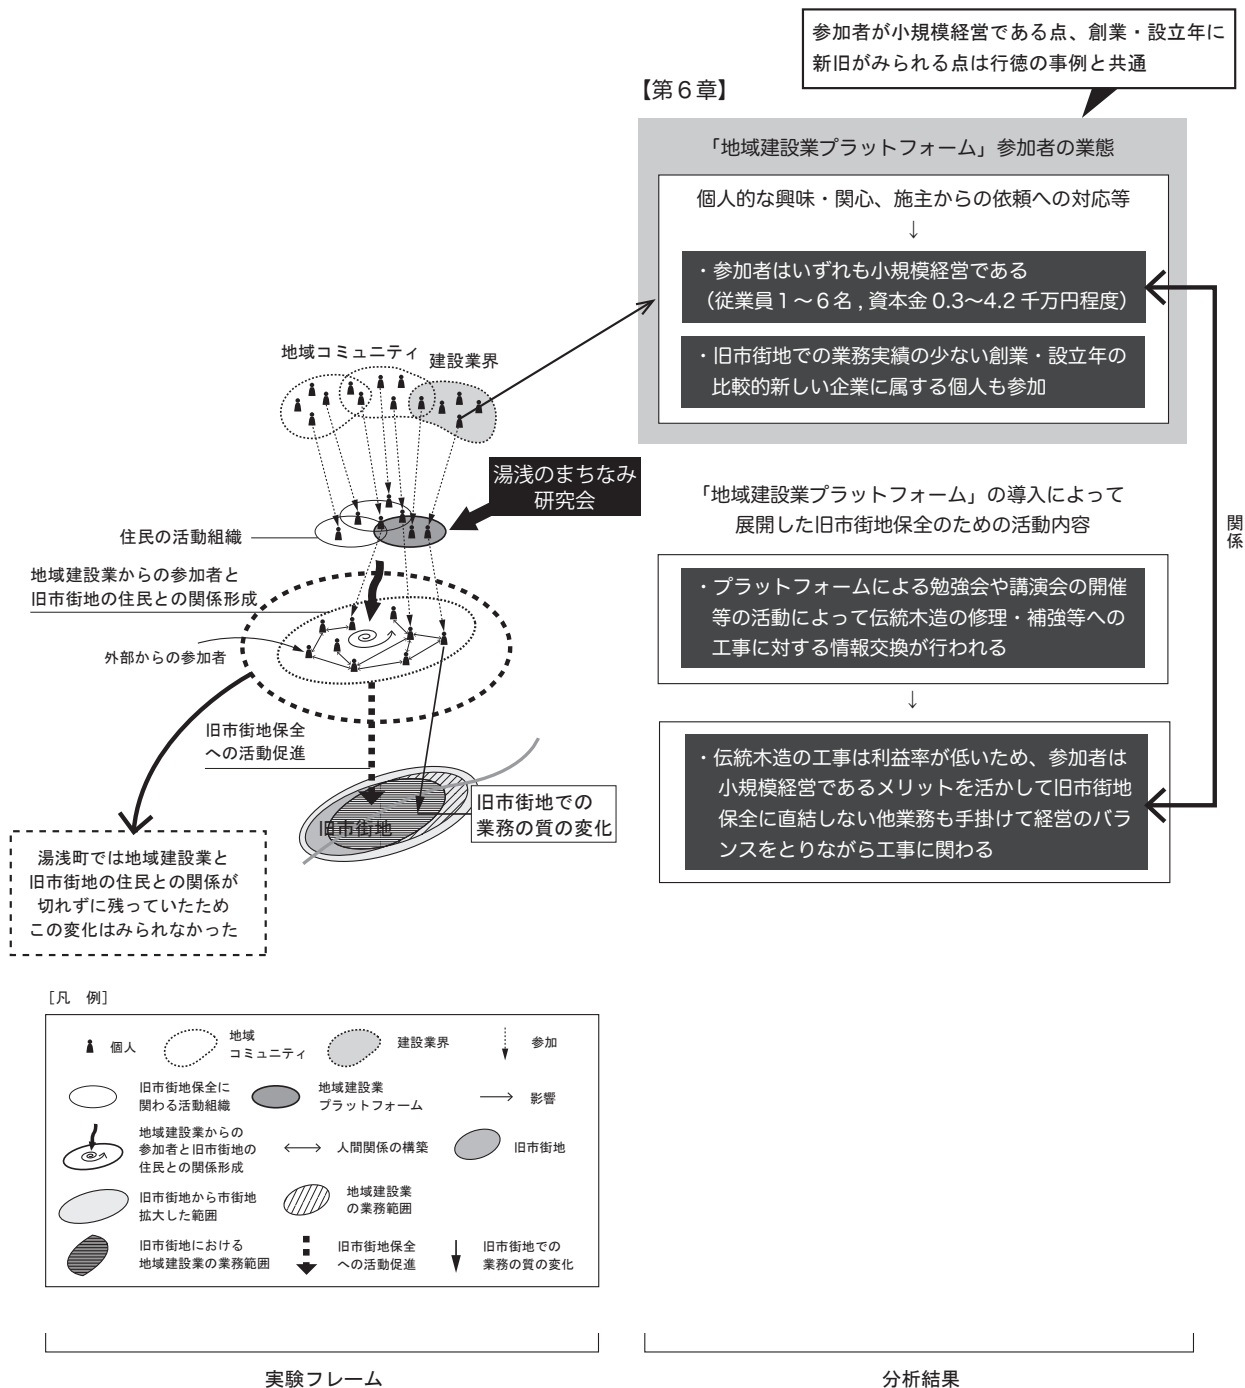 参加者が小規模経営である点、創業・設立年に
新旧がみられる点は行徳の事例と共通
【第６章】
「地域建設業プラットフォーム」参加者の業態
個人的な興味・関心、施主からの依頼への対応等
↓
・参加者はいずれも小規模経営である
（従業員１〜６名 , 資本金 0.3〜4.2 千万円程度）
・旧市街地での業務実績の少ない創業・設立年の
比較的新しい企業に属する個人も参加
「地域建設業プラットフォーム」の導入によって
展開した旧市街地保全のための活動内容
・プラットフォームによる勉強会や講演会の開催
等の活動によって伝統木造の修理・補強等への
工事に対する情報交換が行われる
↓
・伝統木造の工事は利益率が低いため、参加者は
小規模経営であるメリットを活かして旧市街地
保全に直結しない他業務も手掛けて経営のバラ
ンスをとりながら工事に関わる
関係
地域コミュニティ
建設業界
湯浅のまちなみ
研究会
住民の活動組織
地域建設業からの参加者と
旧市街地の住民との関係形成
外部からの参加者
旧市街地保全
への活動促進
旧市街地
旧市街地での
業務の質の変化
湯浅町では地域建設業と
旧市街地の住民との関係が
切れずに残っていたため
この変化はみられなかった
［凡　例］
個人
地域
コミュニティ
建設業界
参加
旧市街地保全に
関わる活動組織
地域建設業
プラットフォーム
影響
地域建設業からの
参加者と旧市街地の
住民との関係形成
人間関係の構築
旧市街地
旧市街地から市街地
拡大した範囲
地域建設業
の業務範囲
旧市街地における
地域建設業の業務範囲
旧市街地保全
への活動促進
旧市街地での
業務の質の変化
実験フレーム
分析結果